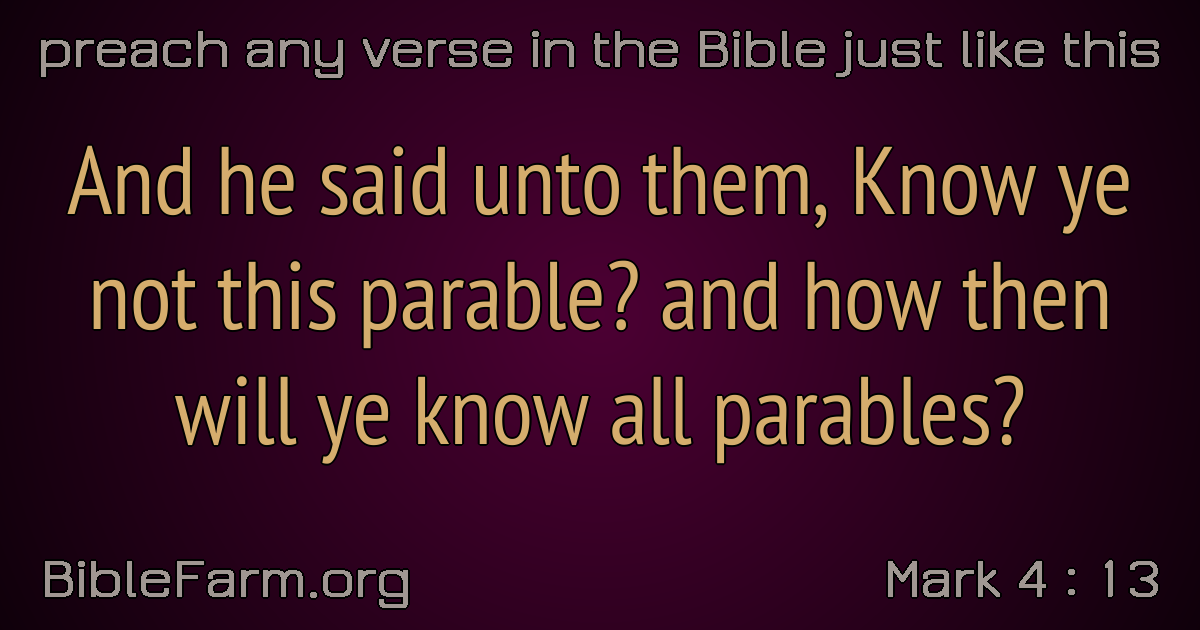 preach any verse in the Bible just like this
And he said unto them, Know ye
not this parable? and how then
will ye know all parables?
BibleFarm.org
Mark 4 : 13